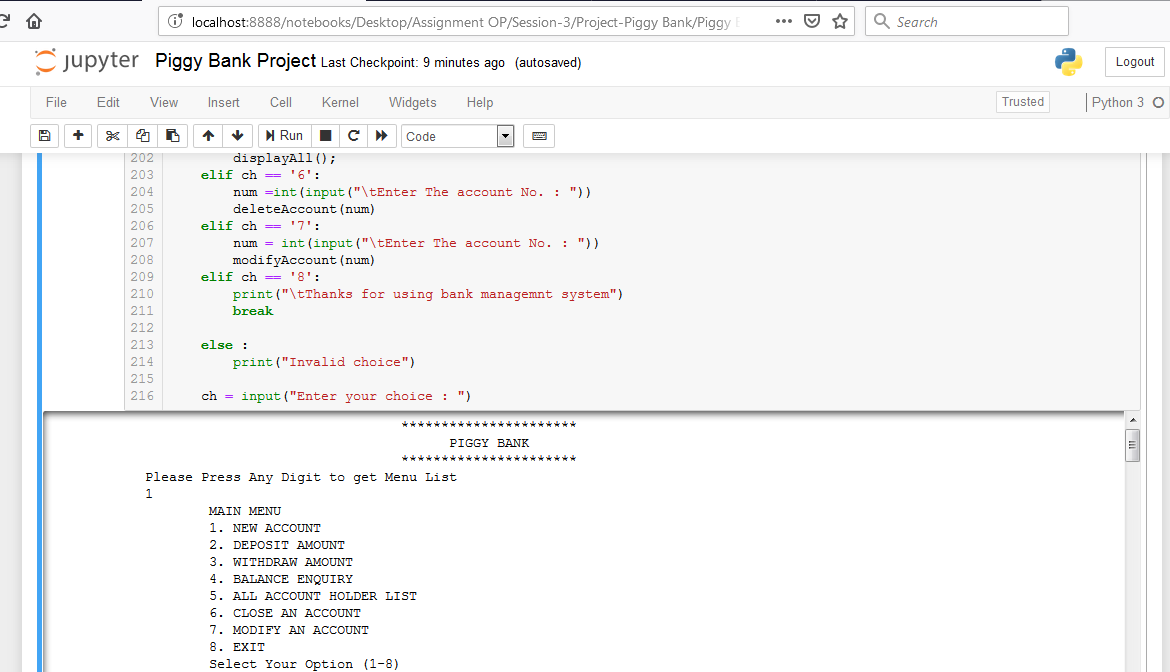 localhost:8888/notebooks/Desktop/Assignment OP/Session-3/Project-Piggy Bank/Piggy
Search
jupyter Piggy Bank Project Last Checkpoint: 9 minutes ago (autosaved)
Logout
File Edit View Insert Cell Kernel Widgets Help
Trusted
Python 3
Run
Code
202 displayAll();
203 elif ch == '6':
204 num =int(input("\tEnter The account No. : "))
205 deleteAccount(num)
206 elif ch == '7':
207 num = int(input("\tEnter The account No. : "))
208 modifyAccount(num)
209 elif ch == '8':
210 print("\tThanks for using bank managemnt system")
211 break
212
213 else :
214 print("Invalid choice")
215
216 ch = input("Enter your choice : ")
**********************
PIGGY BANK
**********************
Please Press Any Digit to get Menu List
1
MAIN MENU
1. NEW ACCOUNT
2. DEPOSIT AMOUNT
3. WITHDRAW AMOUNT
4. BALANCE ENQUIRY
5. ALL ACCOUNT HOLDER LIST
6. CLOSE AN ACCOUNT
7. MODIFY AN ACCOUNT
8. EXIT
Select Your Option (1-8)